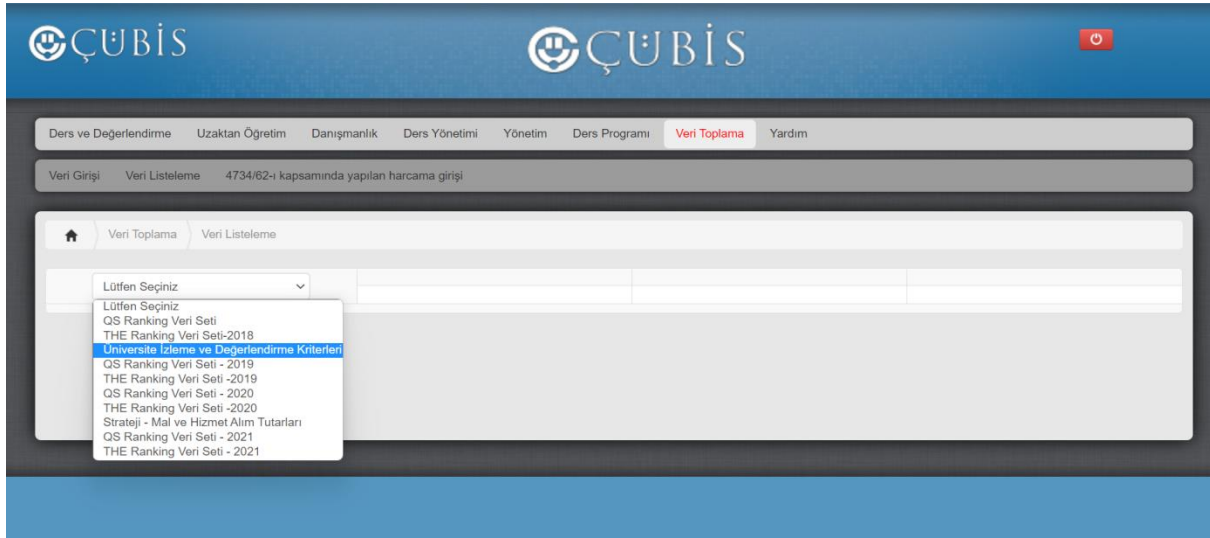 ÇÜBİS
ÇÜBİS
Ders ve Değerlendirme Uzaktan Öğretim Danışmanlık Ders Yönetimi Yönetim Ders Programı Veri Toplama Yardım
Veri Girişi Veri Listeleme 4734/62-ı kapsamında yapılan harcama girişi
Veri Toplama Veri Listeleme
Lütfen Seçiniz
Lütfen Seçiniz
QS Ranking Veri Seti
THE Ranking Veri Seti-2018
Üniversite İzleme ve Değerlendirme Kriterleri
QS Ranking Veri Seti - 2019
THE Ranking Veri Seti -2019
QS Ranking Veri Seti - 2020
THE Ranking Veri Seti -2020
Strateji - Mal ve Hizmet Alım Tutarları
QS Ranking Veri Seti - 2021
THE Ranking Veri Seti - 2021